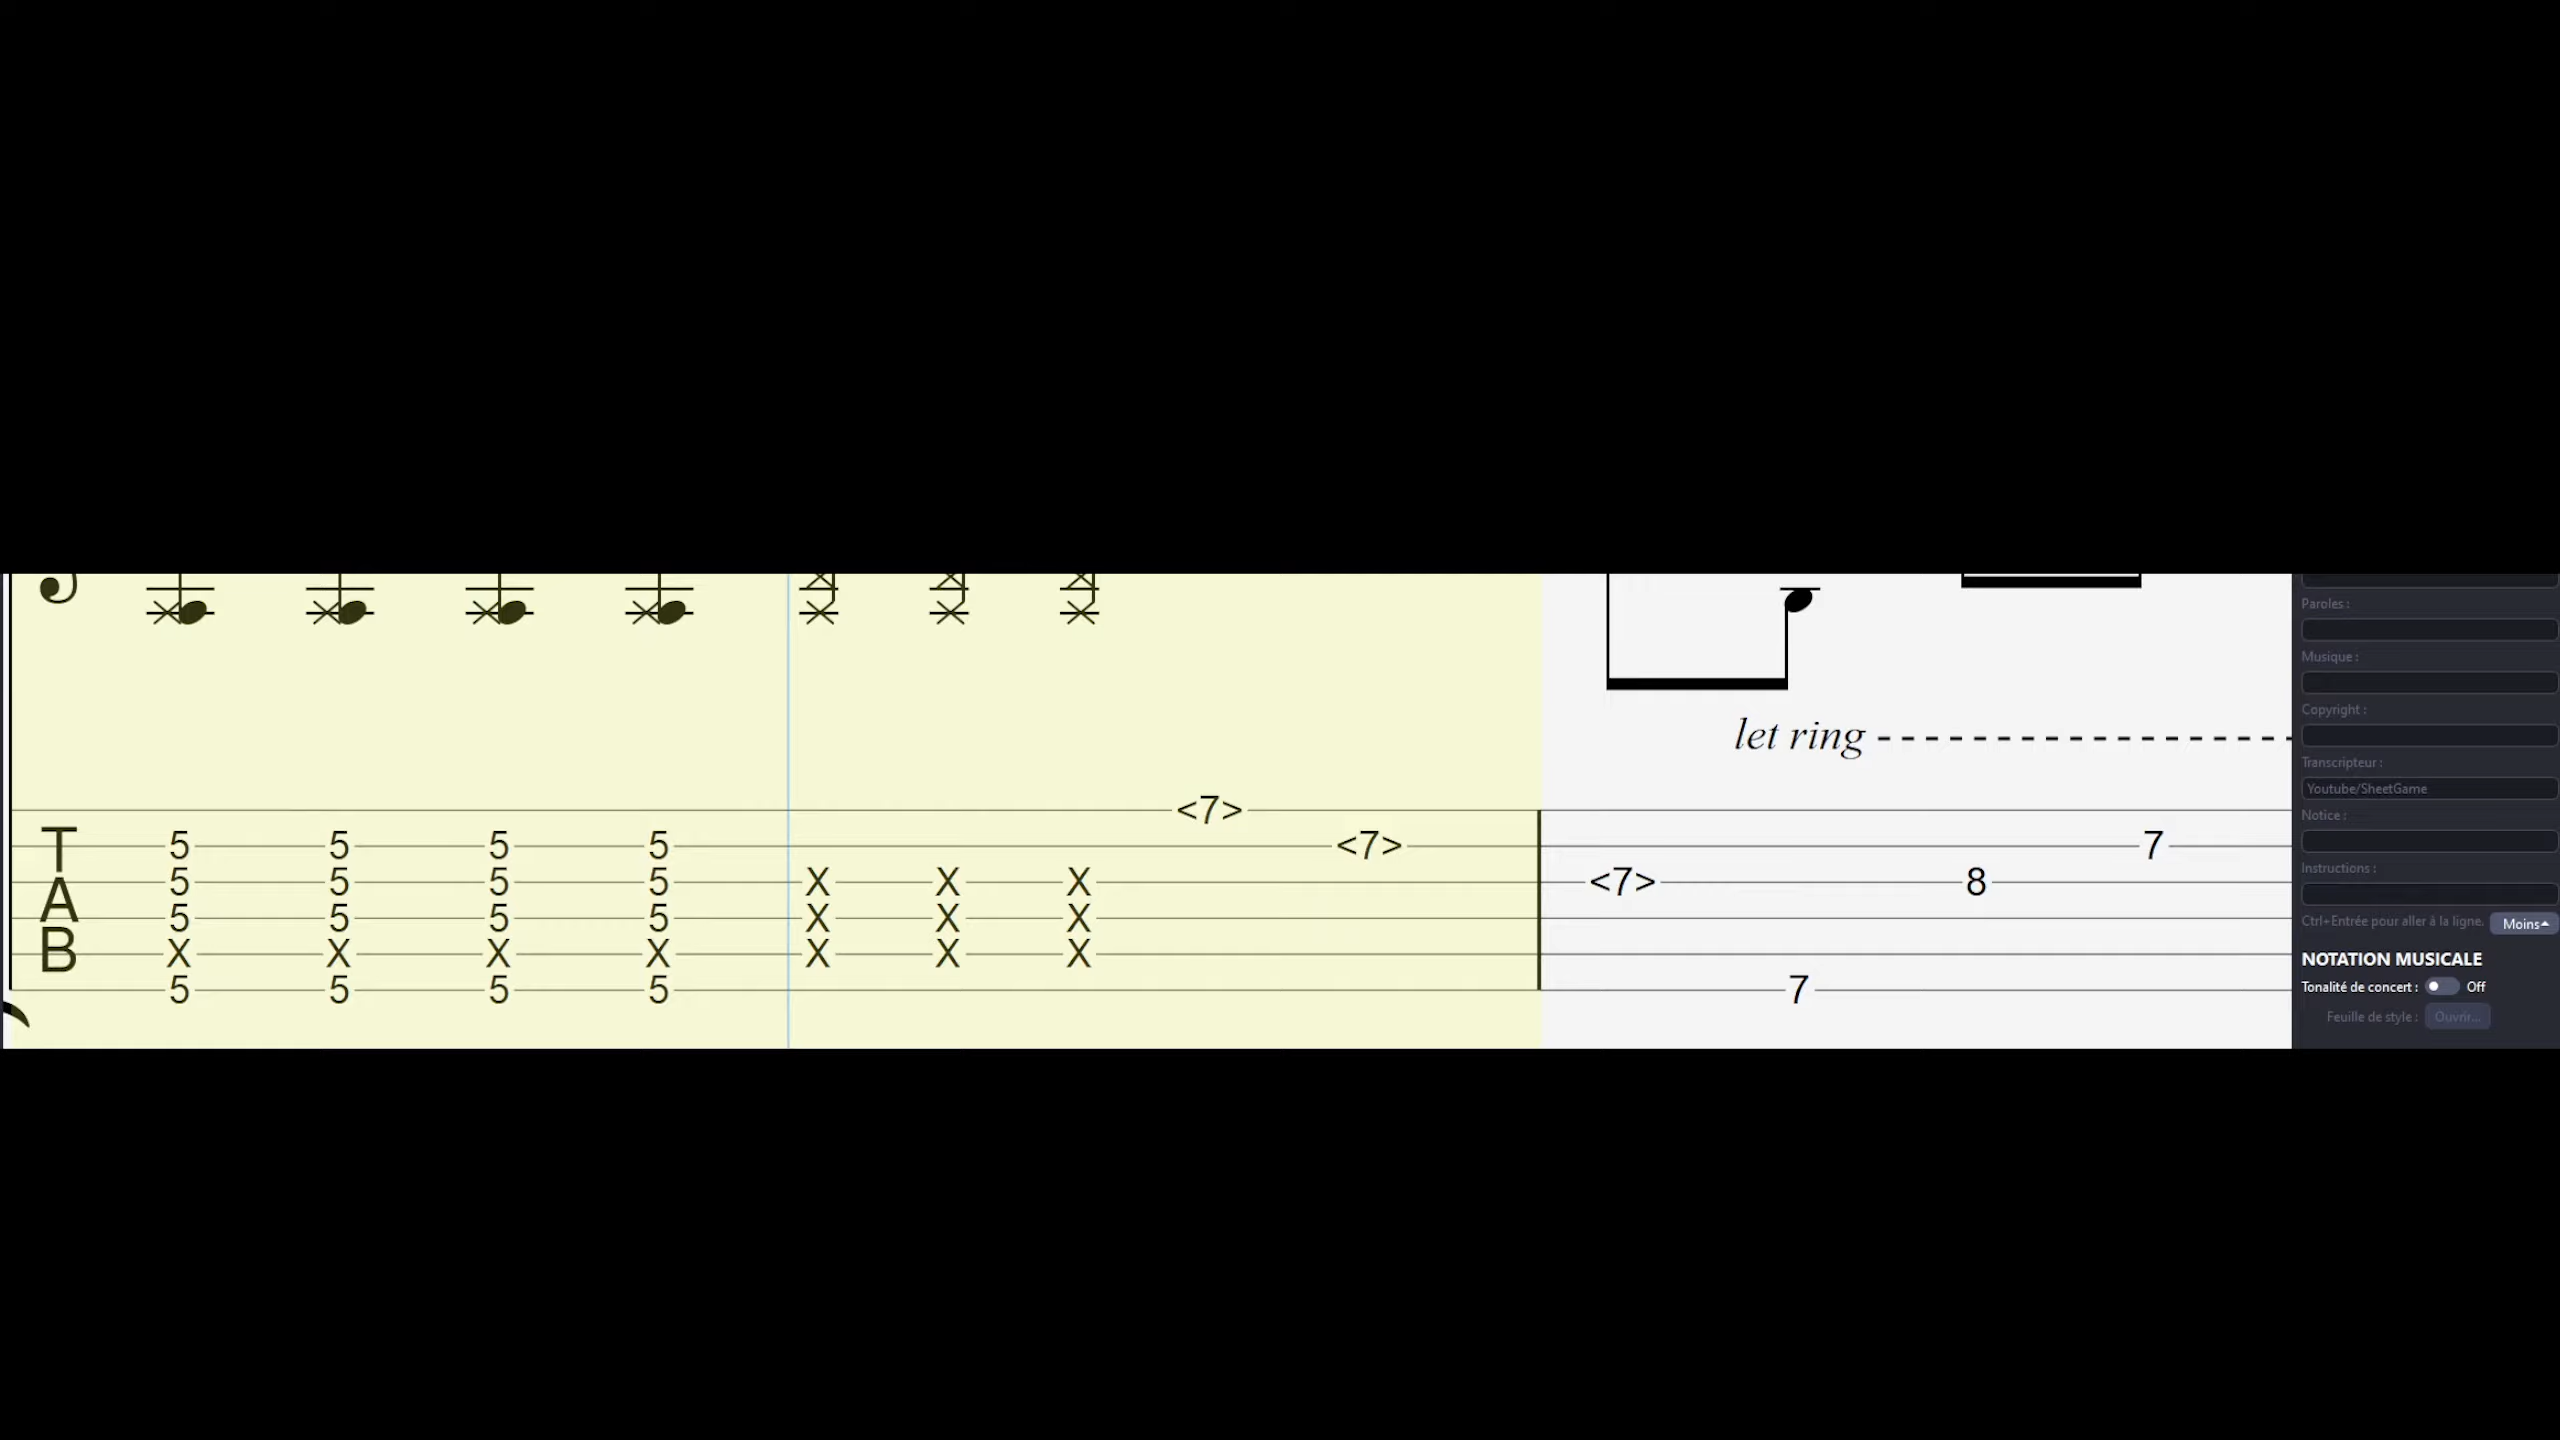 let ring
<7>
T 5 5 5 5 <7> 7
5 5 5 5 X X X <7> 8
A 5 5 5 5 X X X
B X X X X X X X
5 5 5 5 7
Paroles :
Musique :
Copyright :
Transcripteur :
Youtube/SheetGame
Notice :
Instructions :
Ctrl+Entrée pour aller à la ligne. Moins
NOTATION MUSICALE
Tonalité de concert : Off
Feuille de style : Ouvrir...